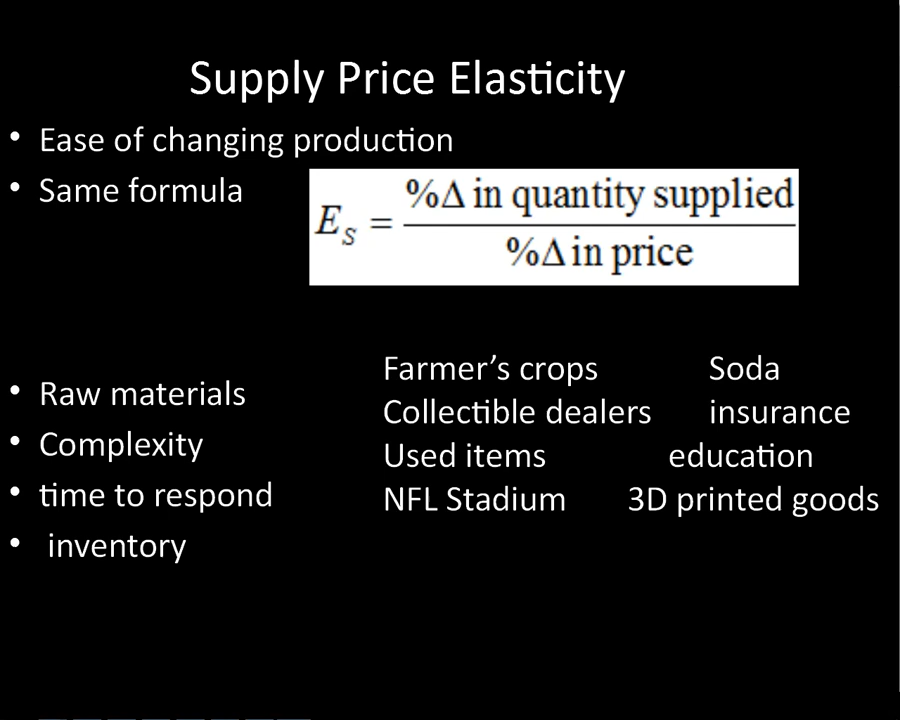 Supply Price Elasticity
• Ease of changing production
• Same formula
E_S = %Δ in quantity supplied / %Δ in price
• Raw materials
• Complexity
• time to respond
• inventory
Farmer’s crops Soda
Collectible dealers insurance
Used items education
NFL Stadium 3D printed goods